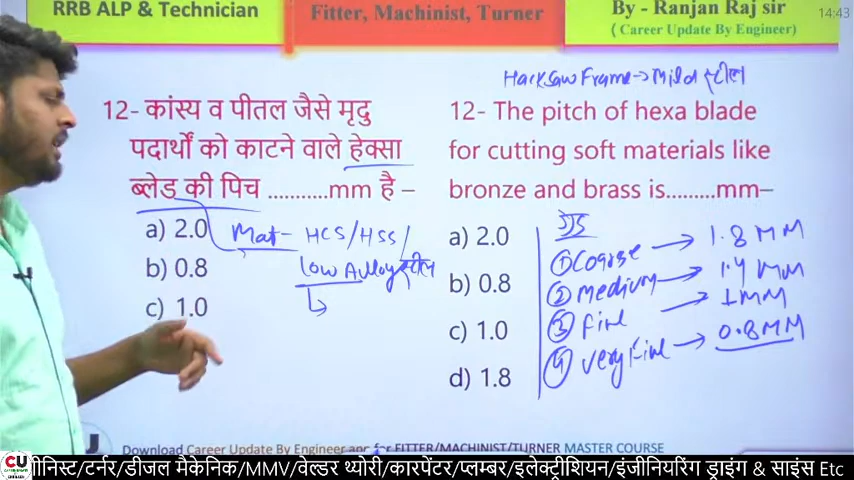 RRB ALP & Technician
Fitter, Machinist, Turner
By - Ranjan Raj sir
( Career Update By Engineer)
14:43
Hacksaw Frame → Mild स्टील
12- कांस्य व पीतल जैसे मृदु
पदार्थों को काटने वाले हेक्सा
ब्लेड की पिच ...........mm है –
a) 2.0
b) 0.8
c) 1.0
Mat - HCS/HSS/
Low Alloy स्टील
12- The pitch of hexa blade
for cutting soft materials like
bronze and brass is.........mm–
a) 2.0
b) 0.8
c) 1.0
d) 1.8
① Coarse → 1.8 MM
② medium → 1.4 MM
③ fine → 1 MM
④ very fine → 0.8 MM
Download Career Update By Engineer app for FITTER/MACHINIST/TURNER MASTER COURSE
CU
ीनिस्ट/टर्नर/डीजल मैकेनिक/MMV/वेल्डर थ्योरी/कारपेंटर/प्लम्बर/इलेक्ट्रीशियन/इंजीनियरिंग ड्राइंग & साइंस Etc